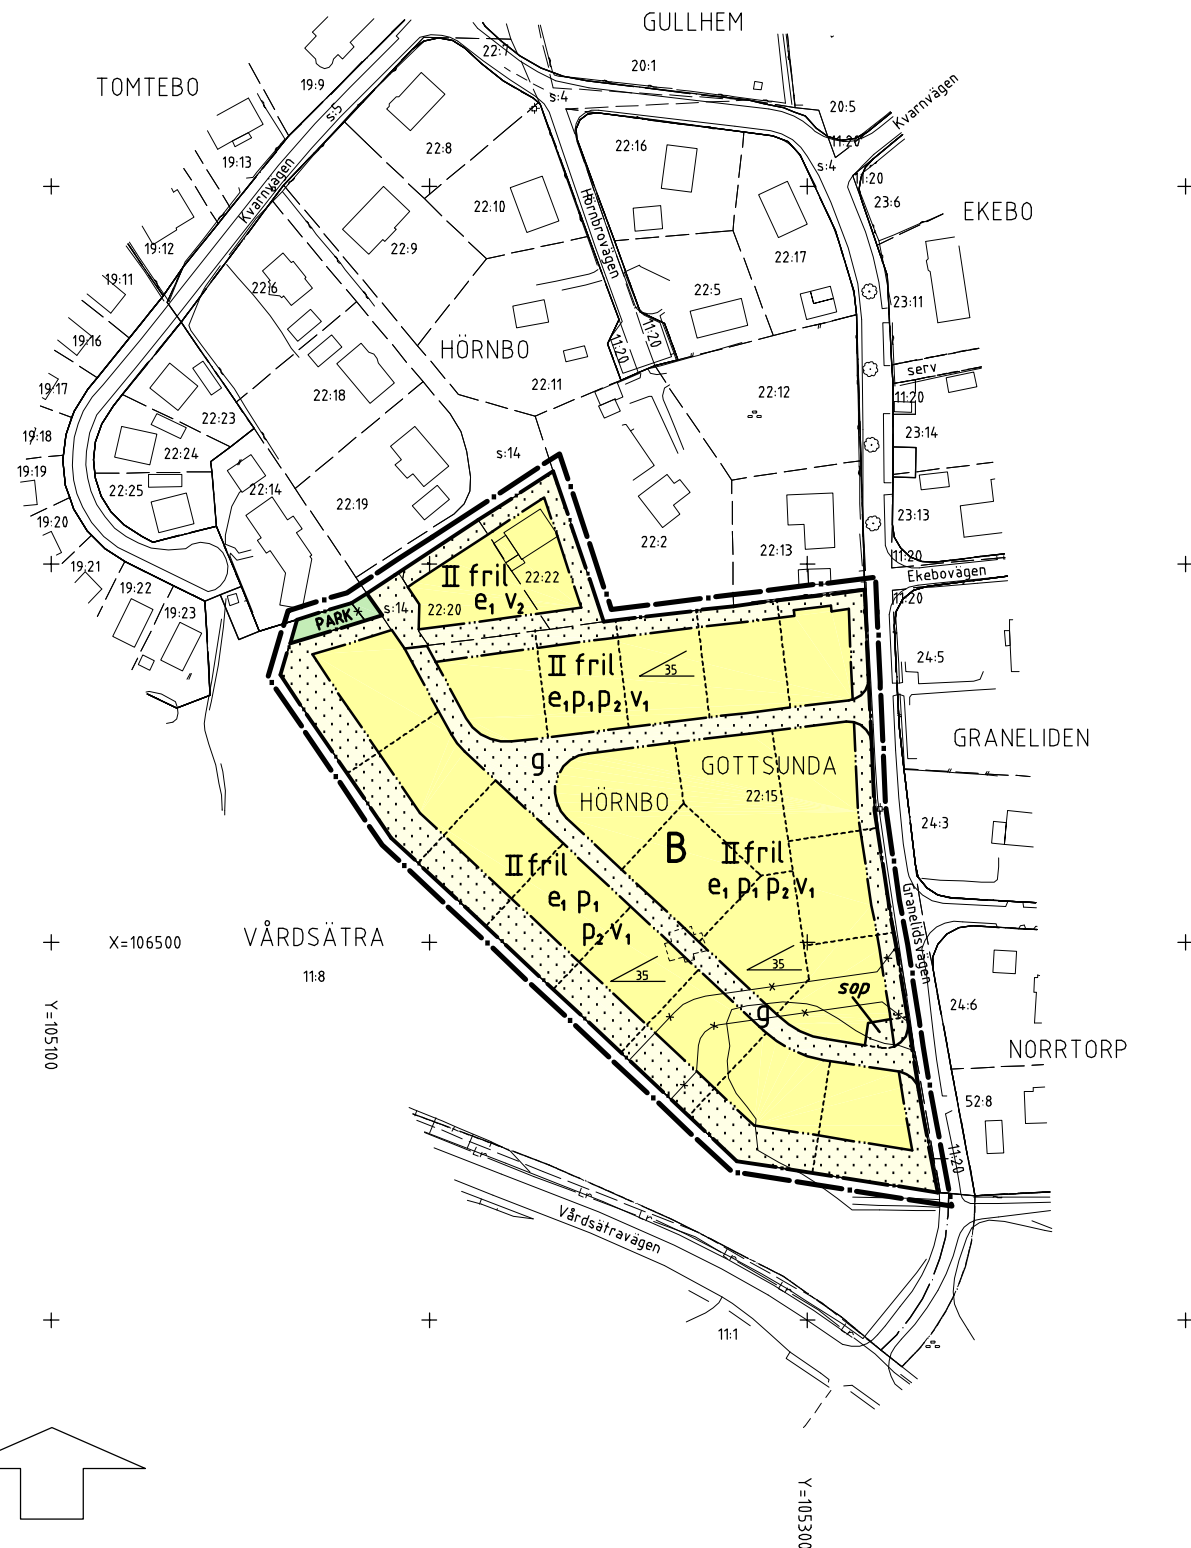 GULLHEM
22:7
20:1
TOMTEBO
19:9
s:5
s:4
20:5
Kvarnvägen
11:20
19:13
22:8
22:16
s:4
11:20
Kvarnvägen
22:10
Hörnbrovägen
23:6
EKEBO
19:12
22:9
22:17
19:11
22:6
22:5
23:11
19:16
HÖRNBO
11:20
11:20
serv
19:17
22:18
22:11
22:12
11:20
22:23
19:18
22:24
s:14
23:14
19:19
22:25
22:14
22:19
19:20
23:13
22:2
22:13
11:20
19:21
II fril
22:22
Ekebovägen
19:22
e₁ v₂
11:20
19:23
PARK
s:14
22:20
24:5
II fril
35
e₁p₁p₂v₁
GRANELIDEN
g
GOTTSUNDA
HÖRNBO
22:15
24:3
B
II fril
II fril
e₁ p₁ p₂ v₁
e₁ p₁
p₂ v₁
Granelidsvägen
X=106500
VÅRDSÄTRA
11:8
35
35
sop
24:6
g
Y=105100
NORRTORP
52:8
11:20
Vårdsätravägen
11:1
Y=105300